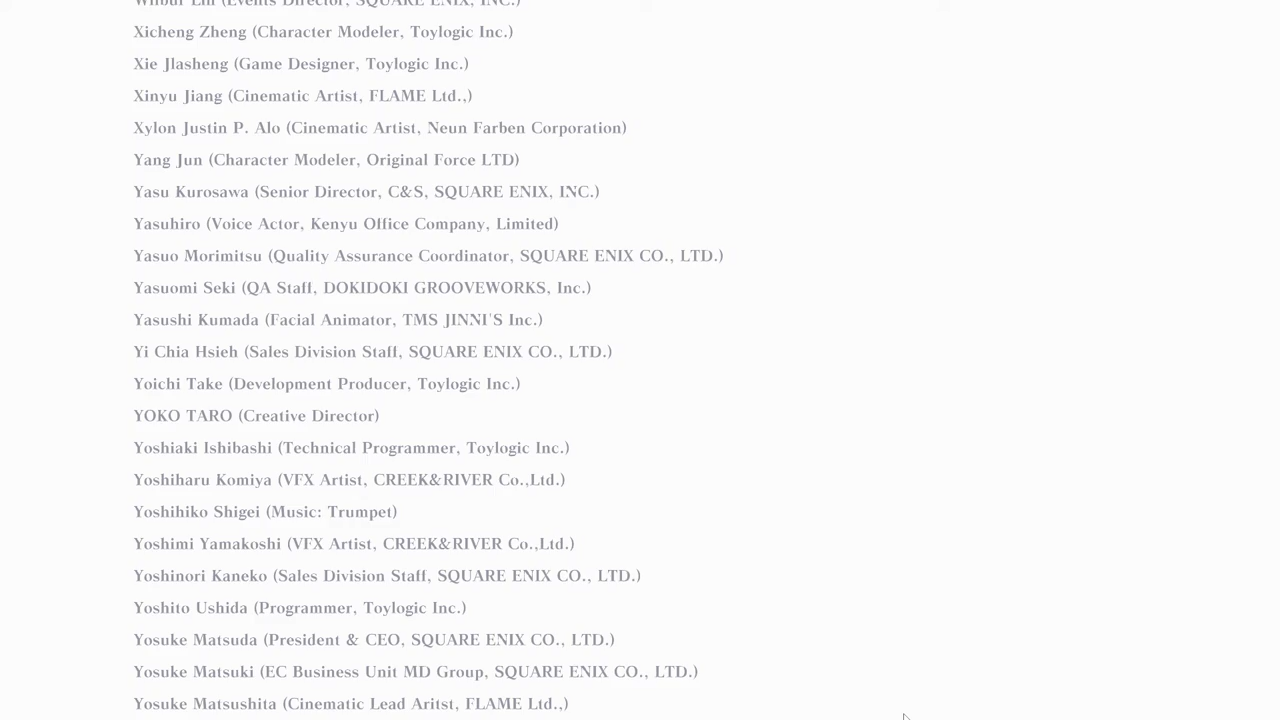 Wilbur Lin (Events Director, SQUARE ENIX, INC.)
Xicheng Zheng (Character Modeler, Toylogic Inc.)
Xie Jlasheng (Game Designer, Toylogic Inc.)
Xinyu Jiang (Cinematic Artist, FLAME Ltd.,)
Xylon Justin P. Alo (Cinematic Artist, Neun Farben Corporation)
Yang Jun (Character Modeler, Original Force LTD)
Yasu Kurosawa (Senior Director, C&S, SQUARE ENIX, INC.)
Yasuhiro (Voice Actor, Kenyu Office Company, Limited)
Yasuo Morimitsu (Quality Assurance Coordinator, SQUARE ENIX CO., LTD.)
Yasuomi Seki (QA Staff, DOKIDOKI GROOVEWORKS, Inc.)
Yasushi Kumada (Facial Animator, TMS JINNI'S Inc.)
Yi Chia Hsieh (Sales Division Staff, SQUARE ENIX CO., LTD.)
Yoichi Take (Development Producer, Toylogic Inc.)
YOKO TARO (Creative Director)
Yoshiaki Ishibashi (Technical Programmer, Toylogic Inc.)
Yoshiharu Komiya (VFX Artist, CREEK&RIVER Co.,Ltd.)
Yoshihiko Shigei (Music: Trumpet)
Yoshimi Yamakoshi (VFX Artist, CREEK&RIVER Co.,Ltd.)
Yoshinori Kaneko (Sales Division Staff, SQUARE ENIX CO., LTD.)
Yoshito Ushida (Programmer, Toylogic Inc.)
Yosuke Matsuda (President & CEO, SQUARE ENIX CO., LTD.)
Yosuke Matsuki (EC Business Unit MD Group, SQUARE ENIX CO., LTD.)
Yosuke Matsushita (Cinematic Lead Aritst, FLAME Ltd.,)